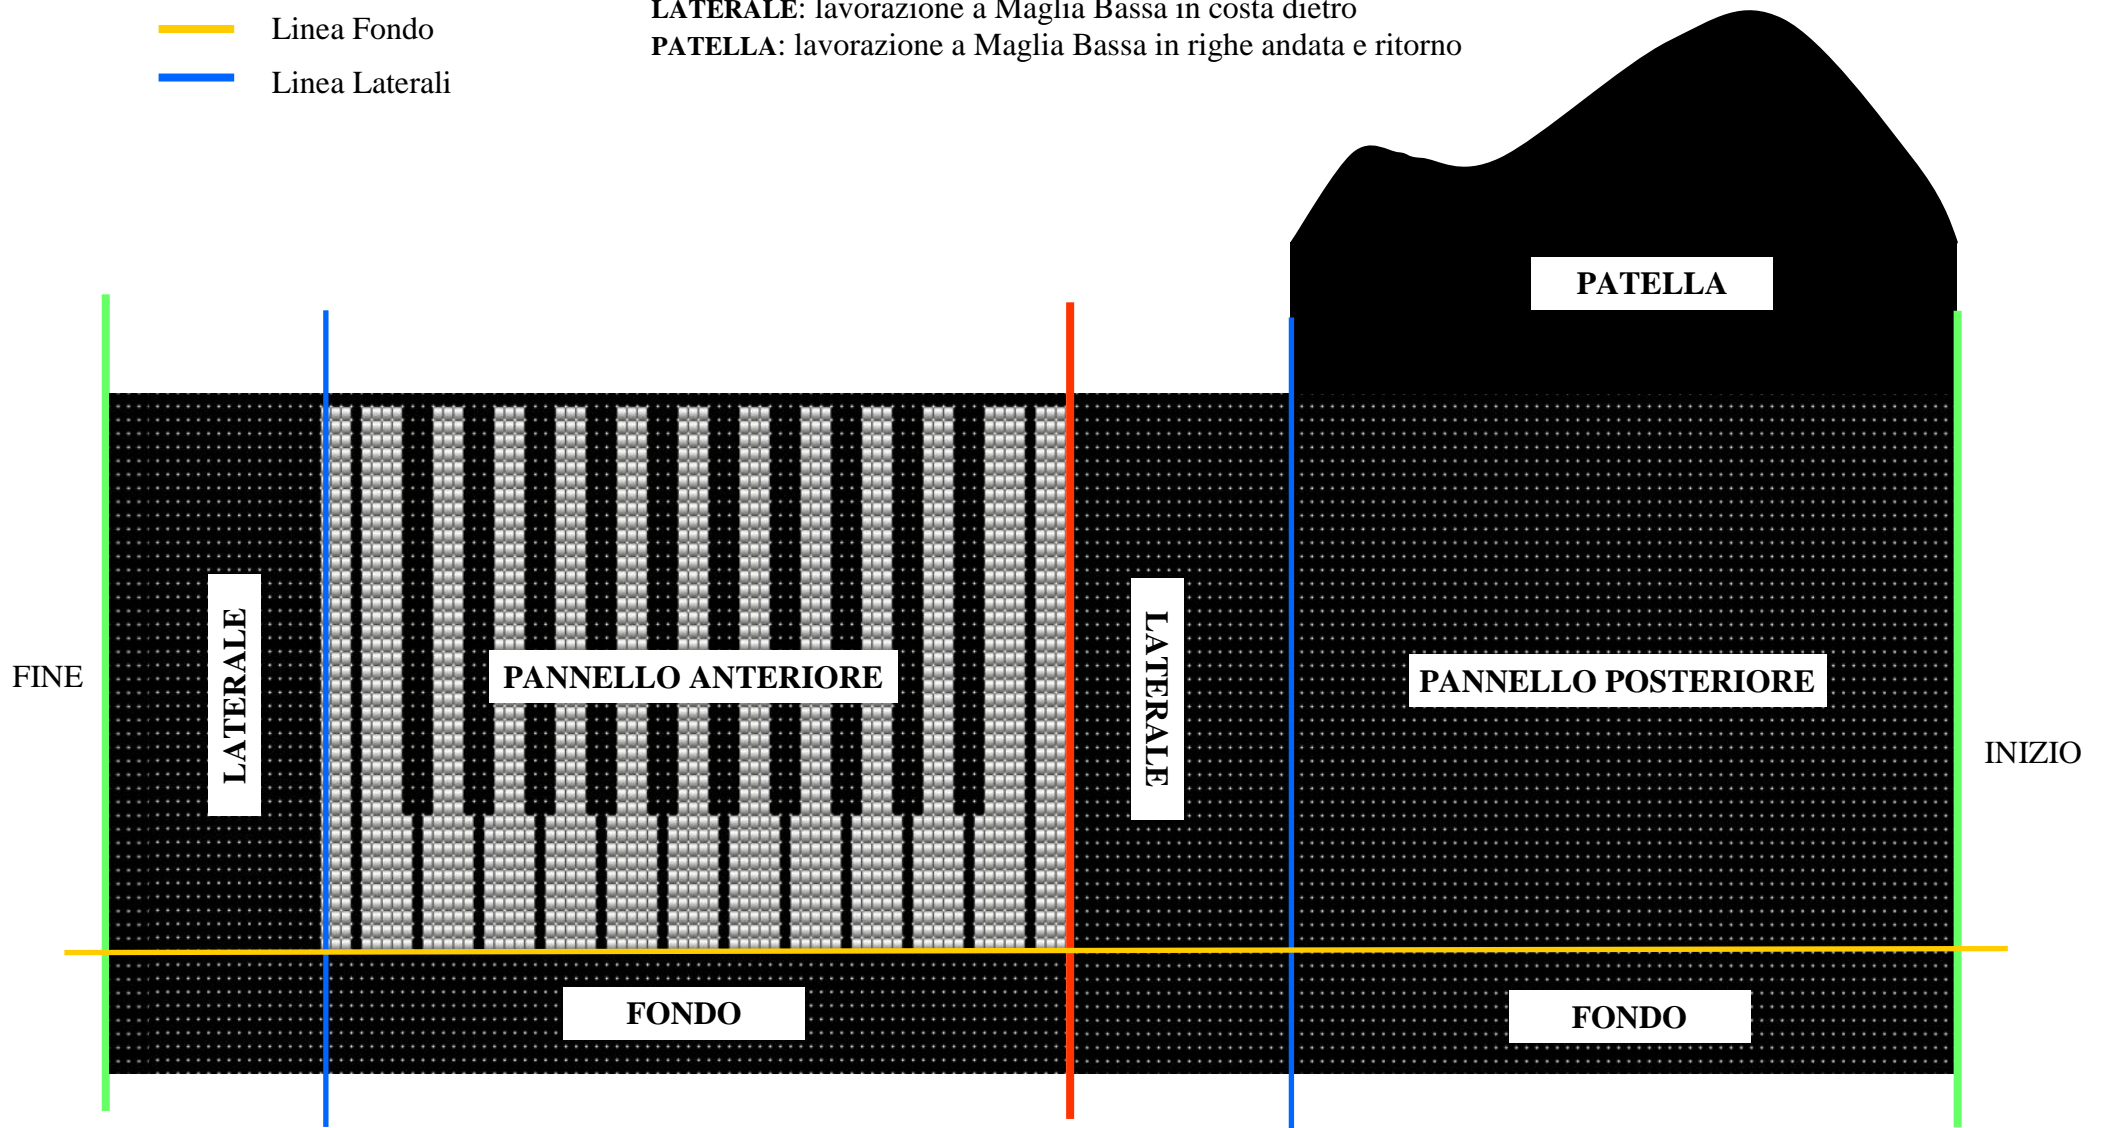 LATERALE: lavorazione a Maglia Bassa in costa dietro
Linea Fondo
PATELLA: lavorazione a Maglia Bassa in righe andata e ritorno
Linea Laterali
PATELLA
FINE
LATERALE
PANNELLO ANTERIORE
LATERALE
PANNELLO POSTERIORE
INIZIO
FONDO
FONDO